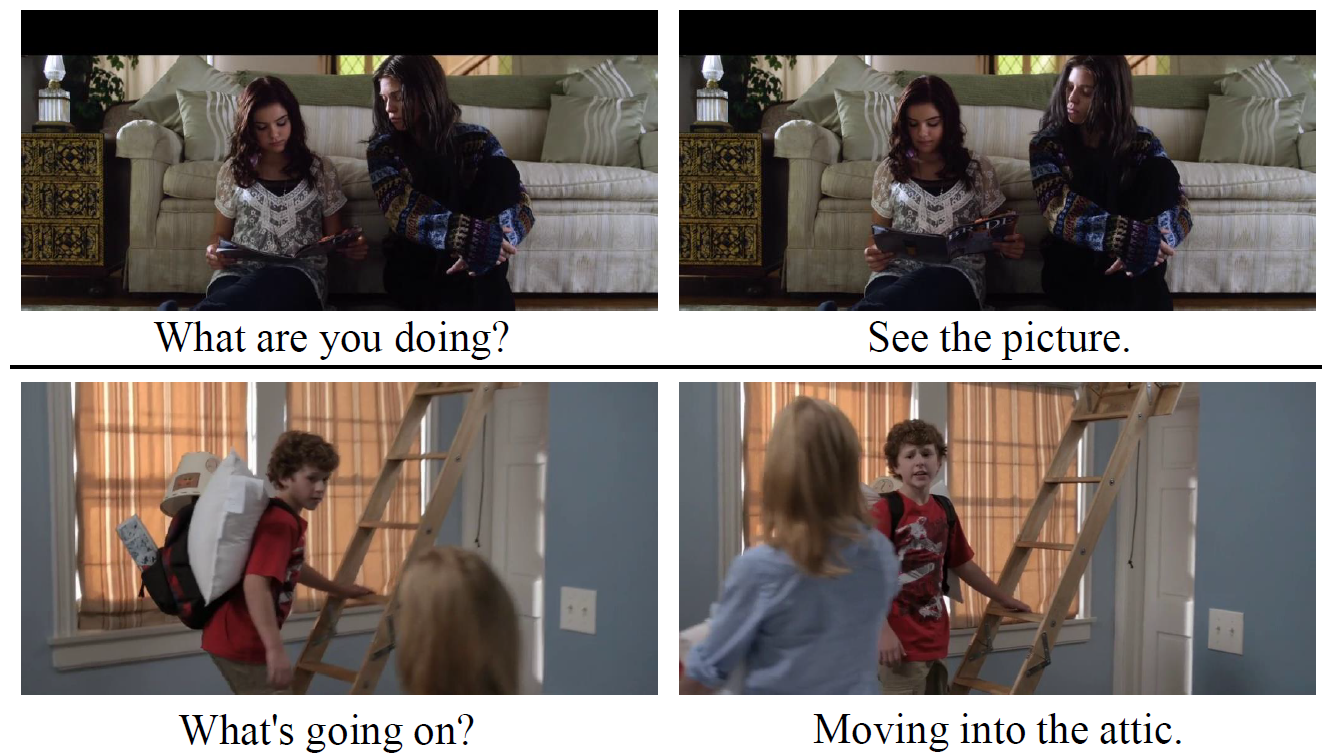 What are you doing?
See the picture.
What's going on?
Moving into the attic.